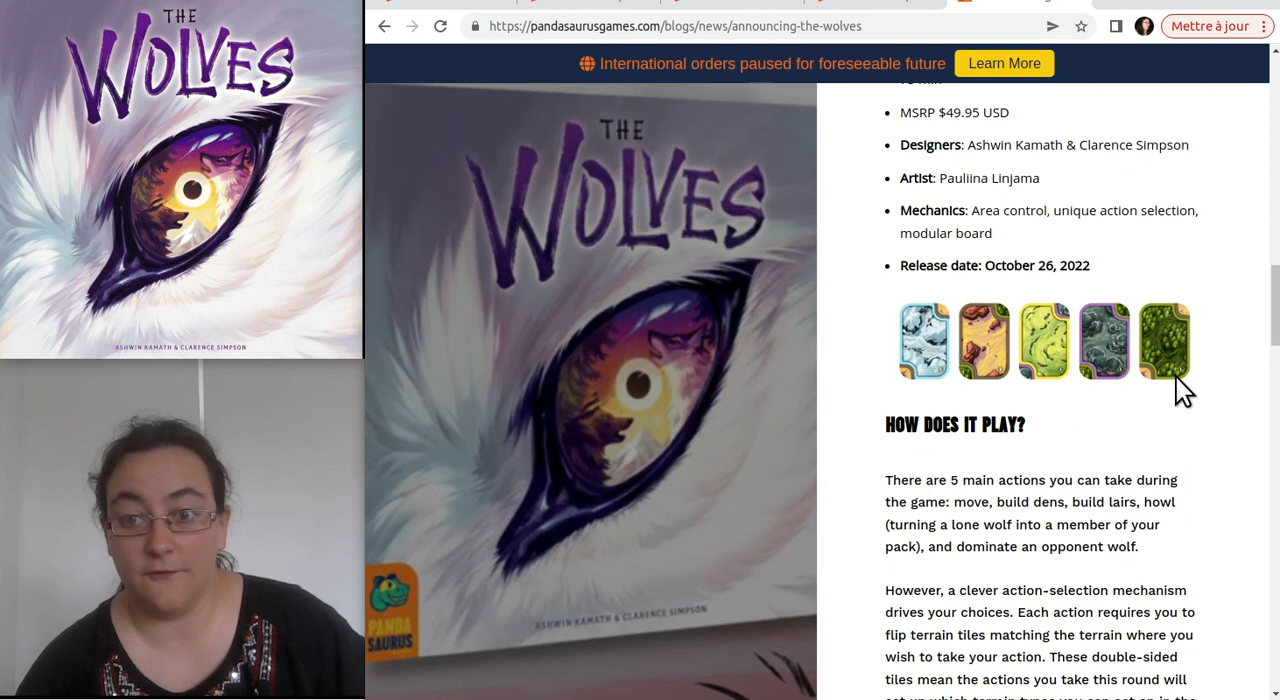 THE
WOLVES
ASHWIN KAMATH & CLARENCE SIMPSON
https://pandasaurusgames.com/blogs/news/announcing-the-wolves
Mettre à jour
International orders paused for foreseeable future
Learn More
THE
WOLVES
ASHWIN KAMATH & CLARENCE SIMPSON
PANDA
SAURUS
MSRP $49.95 USD
Designers: Ashwin Kamath & Clarence Simpson
Artist: Pauliina Linjama
Mechanics: Area control, unique action selection,
modular board
Release date: October 26, 2022
HOW DOES IT PLAY?
There are 5 main actions you can take during
the game: move, build dens, build lairs, howl
(turning a lone wolf into a member of your
pack), and dominate an opponent wolf.
However, a clever action-selection mechanism
drives your choices. Each action requires you to
flip terrain tiles matching the terrain where you
wish to take your action. These double-sided
tiles mean the actions you take this round will